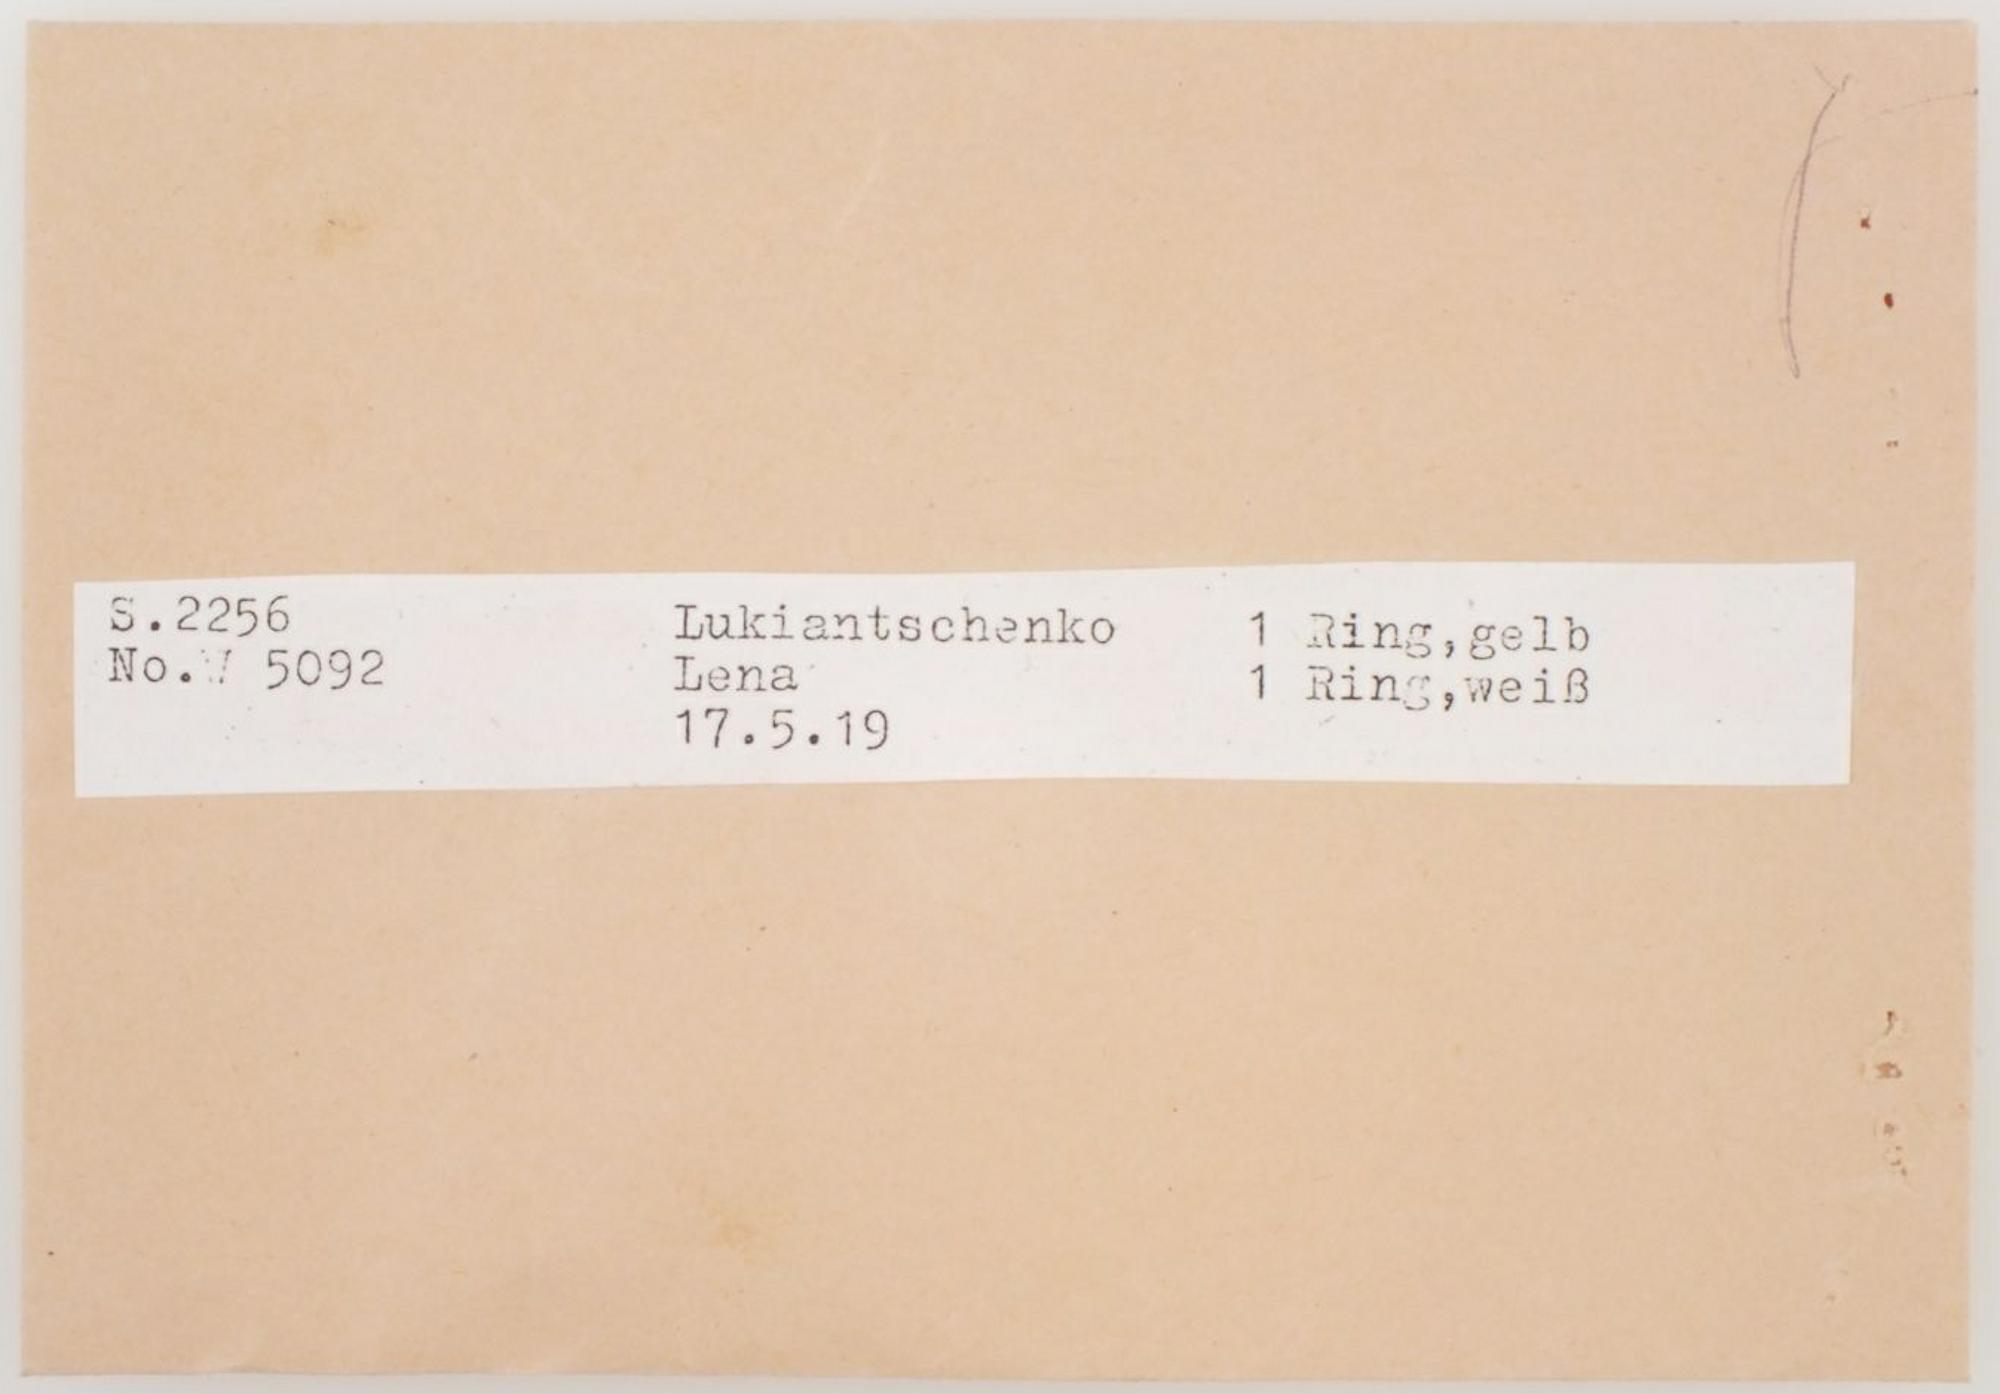 S.2256
No. 5092
Lukiantschenko
Lena
17.5.19
1 Ring,gelb
1 Ring,weiß